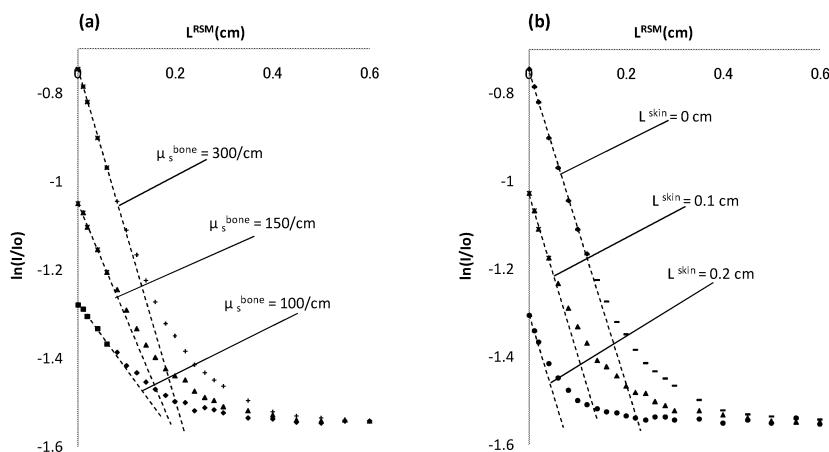 (a)
L^RSM(cm)
0 0.2 0.4 0.6
-0.8
-1
-1.2
-1.4
-1.6
ln(I/Io)
μ s bone = 300/cm
μ s bone = 150/cm
μ s bone = 100/cm
(b)
L^RSM(cm)
0 0.2 0.4 0.6
-0.8
-1
-1.2
-1.4
-1.6
ln(I/Io)
L skin = 0 cm
L skin = 0.1 cm
L skin = 0.2 cm